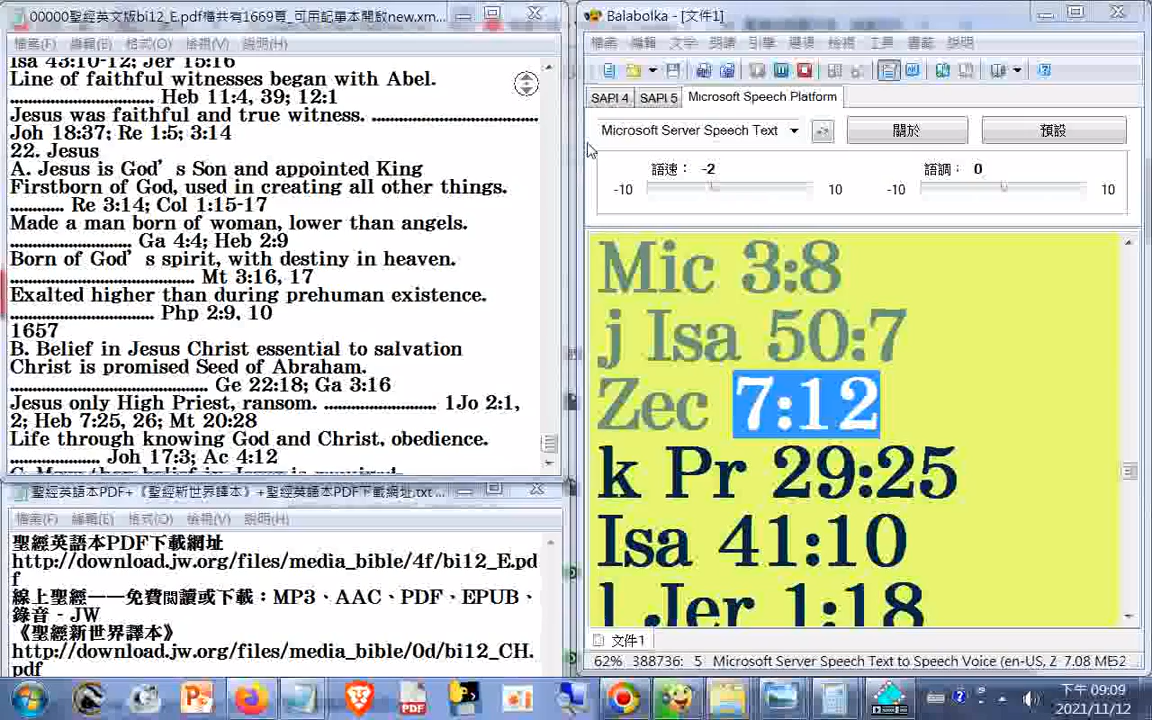 00000聖經英文版bi12_E.pdf檔共有1669頁_可用記事本開啟new.xm...
檔案(F) 編輯(E) 格式(O) 檢視(V) 說明(H)
Isa 43:10-12; Jer 15:16
Line of faithful witnesses began with Abel.
........................................ Heb 11:4, 39; 12:1
Jesus was faithful and true witness. ..............................................
Joh 18:37; Re 1:5; 3:14
22. Jesus
A. Jesus is God’s Son and appointed King
Firstborn of God, used in creating all other things.
.............. Re 3:14; Col 1:15-17
Made a man born of woman, lower than angels.
................................. Ga 4:4; Heb 2:9
Born of God’s spirit, with destiny in heaven.
.................................................. Mt 3:16, 17
Exalted higher than during prehuman existence.
........................................ Php 2:9, 10
1657
B. Belief in Jesus Christ essential to salvation
Christ is promised Seed of Abraham.
...................................................... Ge 22:18; Ga 3:16
Jesus only High Priest, ransom. ............................. 1Jo 2:1,
2; Heb 7:25, 26; Mt 20:28
Life through knowing God and Christ, obedience.
........................... Joh 17:3; Ac 4:12
聖經英語本PDF+《聖經新世界譯本》+聖經英語本PDF下載網址.txt ...
檔案(F) 編輯(E) 格式(O) 檢視(V) 說明(H)
聖經英語本PDF下載網址
http://download.jw.org/files/media_bible/4f/bi12_E.pd
f
線上聖經——免費閱讀或下載：MP3、AAC、PDF、EPUB、
錄音 - JW
《聖經新世界譯本》
http://download.jw.org/files/media_bible/0d/bi12_CH.
pdf
Balabolka - [文件1]
檔案 編輯 文字 朗讀 引擎 選項 檢視 工具 書籤 說明
SAPI 4 SAPI 5 Microsoft Speech Platform
Microsoft Server Speech Text 關於 預設
語速： -2 語調： 0
-10 10 -10 10
Mic 3:8
j Isa 50:7
Zec 7:12
k Pr 29:25
Isa 41:10
l Jer 1:18
文件1
62% 388736: 5 Microsoft Server Speech Text to Speech Voice (en-US, Z 7.08 MB
下午 09:09
2021/11/12